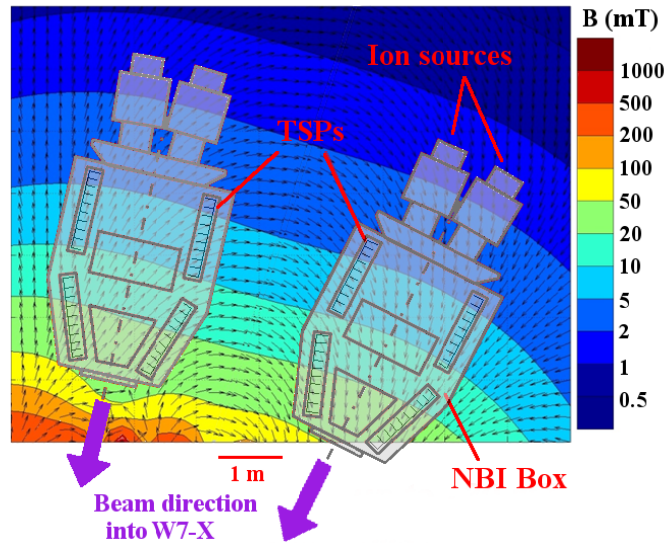 B (mT)
Ion sources
TSPs
1000
500
200
100
50
20
10
5
2
1
0.5
1 m
NBI Box
Beam direction
into W7-X